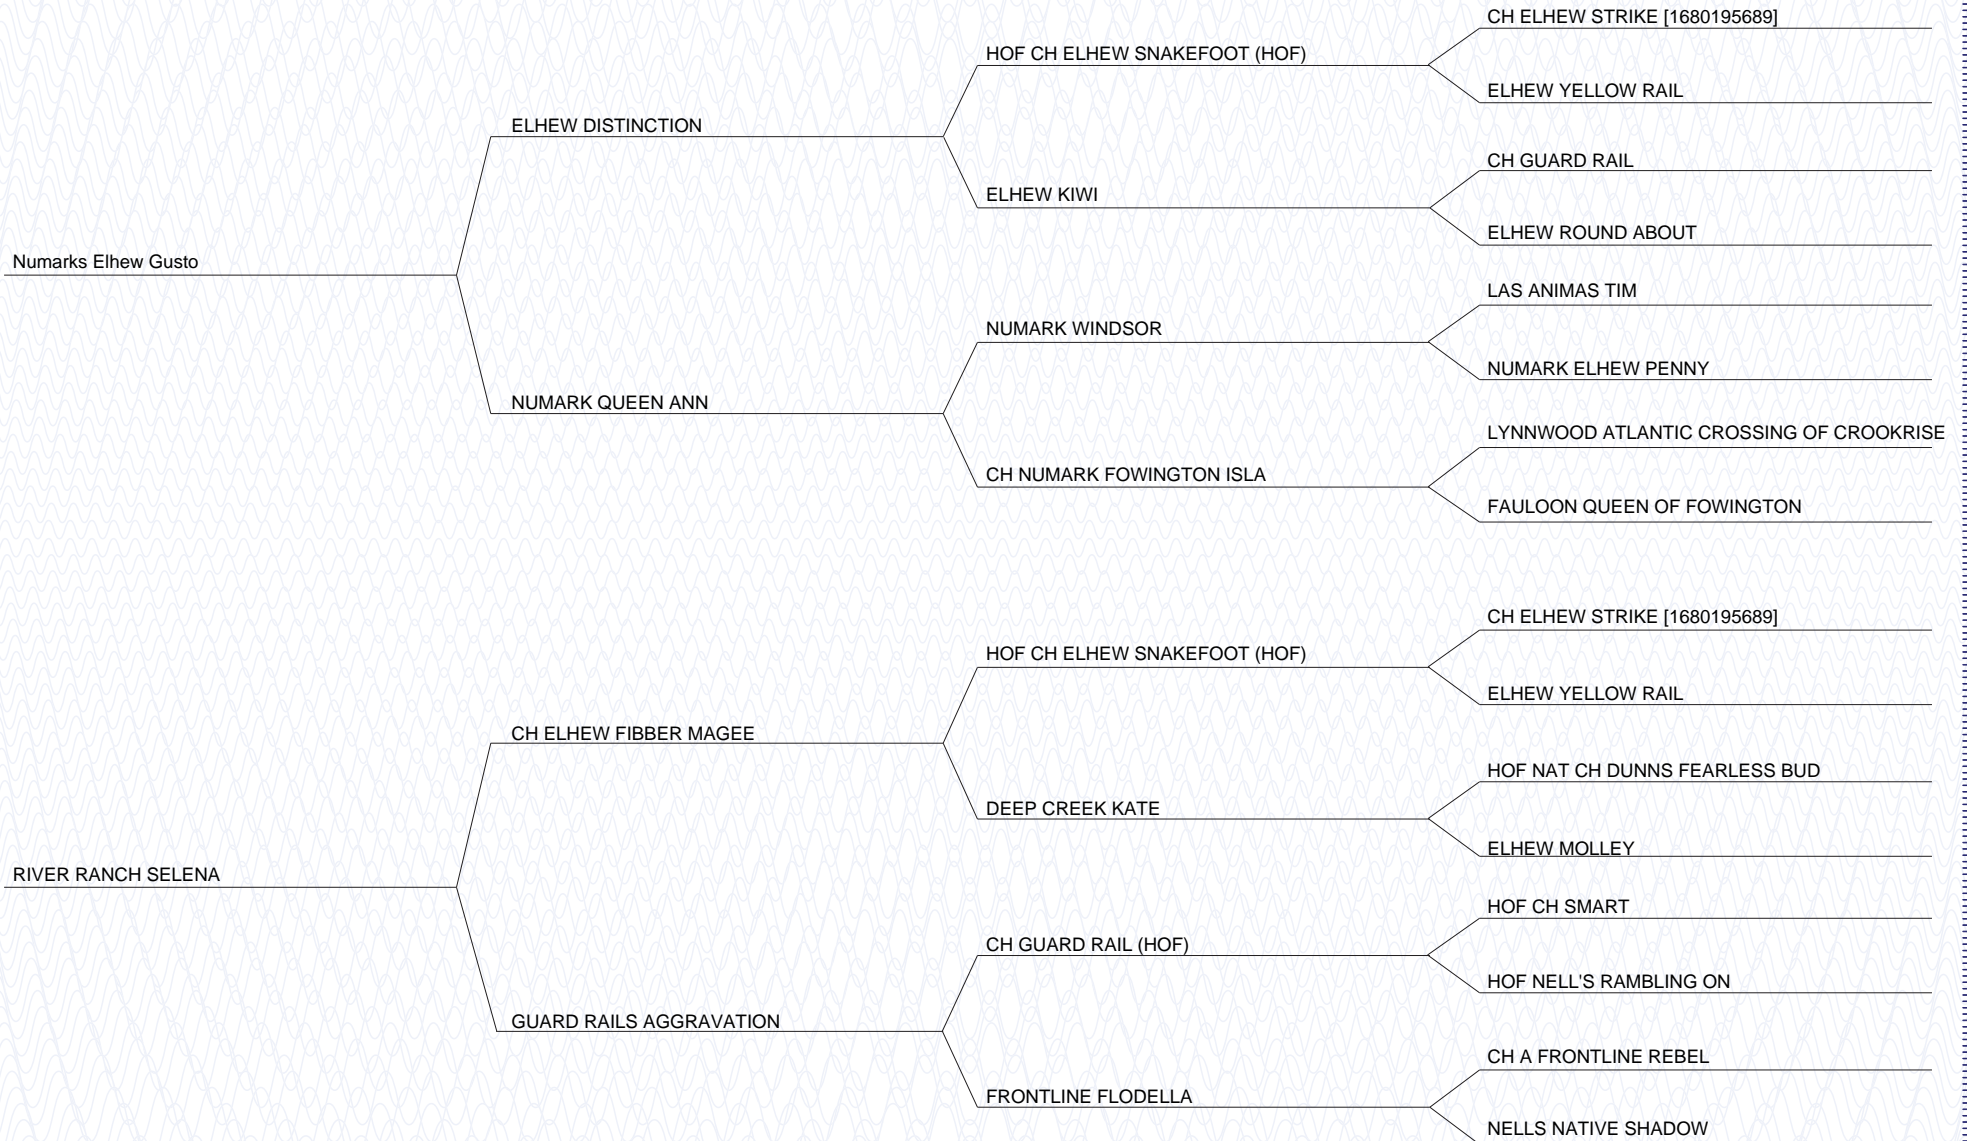 CH ELHEW STRIKE [1680195689]
HOF CH ELHEW SNAKEFOOT (HOF)
ELHEW YELLOW RAIL
ELHEW DISTINCTION
CH GUARD RAIL
ELHEW KIWI
ELHEW ROUND ABOUT
Numarks Elhew Gusto
LAS ANIMAS TIM
NUMARK WINDSOR
NUMARK ELHEW PENNY
NUMARK QUEEN ANN
LYNNWOOD ATLANTIC CROSSING OF CROOKRISE
CH NUMARK FOWINGTON ISLA
FAULOON QUEEN OF FOWINGTON
CH ELHEW STRIKE [1680195689]
HOF CH ELHEW SNAKEFOOT (HOF)
ELHEW YELLOW RAIL
CH ELHEW FIBBER MAGEE
HOF NAT CH DUNNS FEARLESS BUD
DEEP CREEK KATE
ELHEW MOLLEY
RIVER RANCH SELENA
HOF CH SMART
CH GUARD RAIL (HOF)
HOF NELL'S RAMBLING ON
GUARD RAILS AGGRAVATION
CH A FRONTLINE REBEL
FRONTLINE FLODELLA
NELLS NATIVE SHADOW